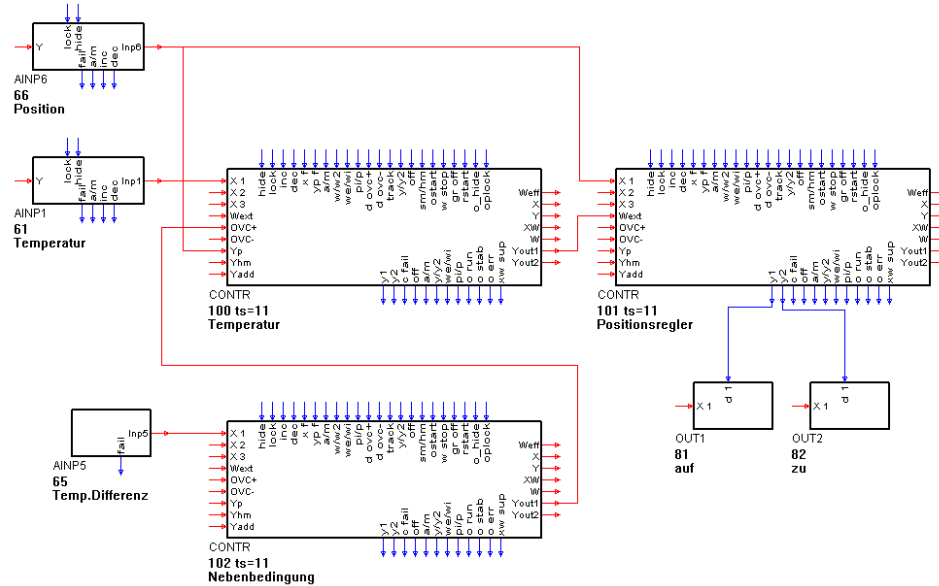 lock
hide
Y
Inp6
fail
a/m
inc
dec
AINP6
66
Position
lock
hide
Y
Inp1
fail
a/m
inc
dec
AINP1
61
Temperatur
hide
lock
inc
dec
x f
yp f
a/m
w/w2
we/wi
pi/p
d ovc+
d ovc-
track
y/y2
off
sm/hm
ostart
w stop
gr off
rstart
o_hide
oplock
X 1
X 2
X 3
Wext
OVC+
OVC-
Yp
Yhm
Yadd
Weff
X
Y
XW
W
Yout1
Yout2
y1
y2
c fail
off
a/m
y/y2
we/wi
pi/p
o run
o stab
o err
xw sup
CONTR
100 ts=11
Temperatur
hide
lock
inc
dec
x f
yp f
a/m
w/w2
we/wi
pi/p
d ovc+
d ovc-
track
y/y2
off
sm/hm
ostart
w stop
gr off
rstart
o_hide
oplock
X 1
X 2
X 3
Wext
OVC+
OVC-
Yp
Yhm
Yadd
Weff
X
Y
XW
W
Yout1
Yout2
y1
y2
c fail
off
a/m
y/y2
we/wi
pi/p
o run
o stab
o err
xw sup
CONTR
101 ts=11
Positionsregler
d 1
X 1
OUT1
81
auf
d 1
X 1
OUT2
82
zu
Inp5
fail
AINP5
65
Temp.Differenz
hide
lock
inc
dec
x f
yp f
a/m
w/w2
we/wi
pi/p
d ovc+
d ovc-
track
y/y2
off
sm/hm
ostart
w stop
gr off
rstart
o_hide
oplock
X 1
X 2
X 3
Wext
OVC+
OVC-
Yp
Yhm
Yadd
Weff
X
Y
XW
W
Yout1
Yout2
y1
y2
c fail
off
a/m
y/y2
we/wi
pi/p
o run
o stab
o err
xw sup
CONTR
102 ts=11
Nebenbedingung